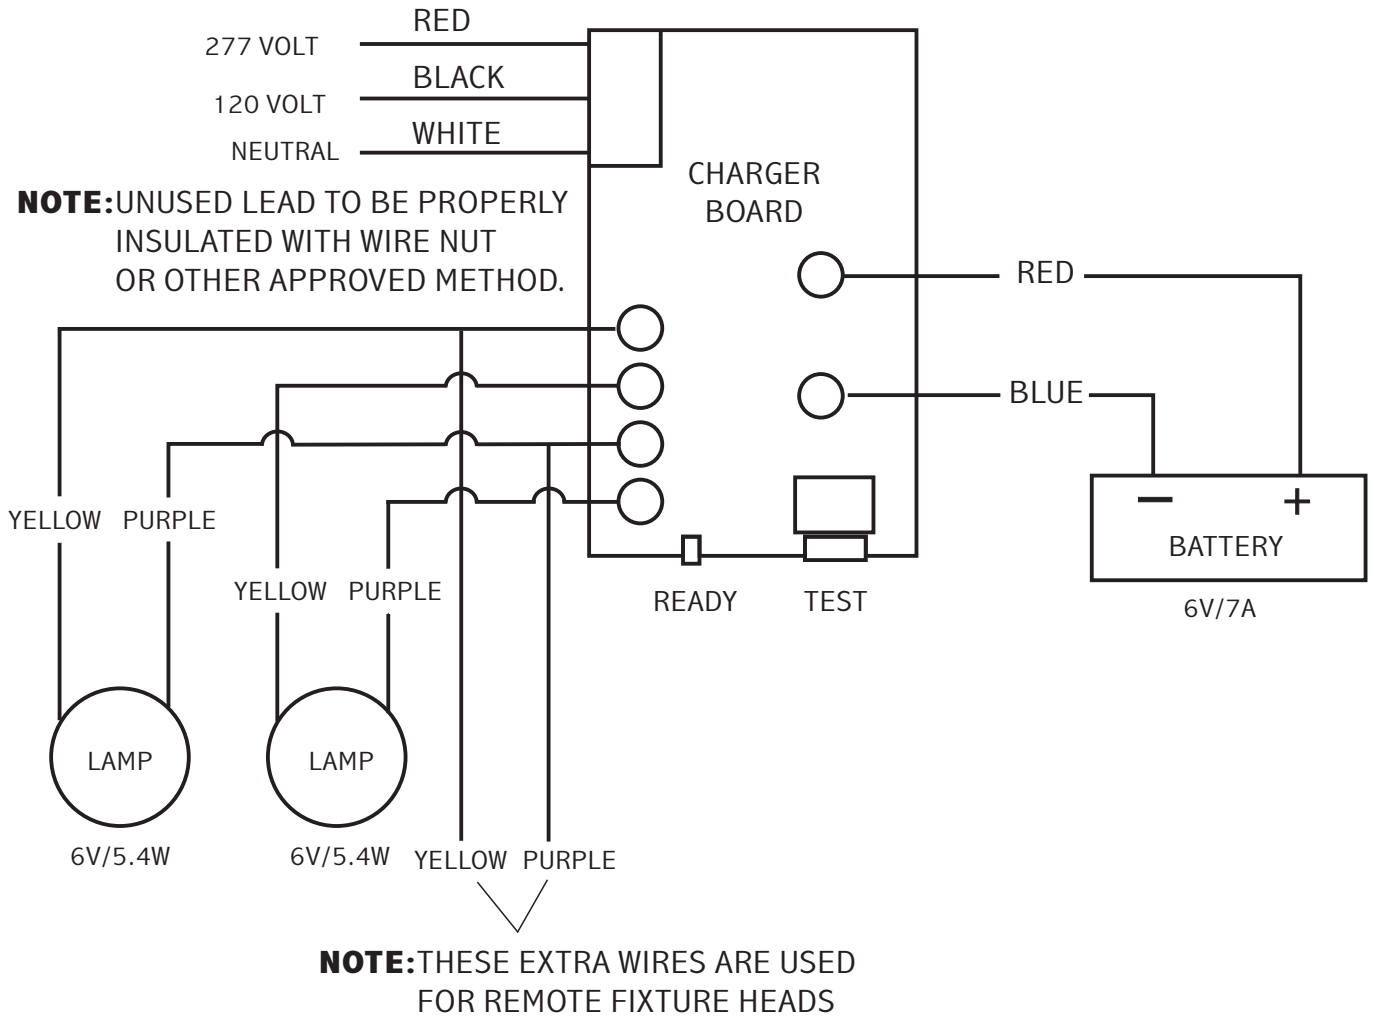 RED
277 VOLT
BLACK
120 VOLT
WHITE
NEUTRAL
NOTE:UNUSED LEAD TO BE PROPERLY
INSULATED WITH WIRE NUT
OR OTHER APPROVED METHOD.
CHARGER
BOARD
RED
BLUE
YELLOW PURPLE
YELLOW PURPLE
READY
TEST
− +
BATTERY
6V/7A
LAMP
LAMP
6V/5.4W
6V/5.4W
YELLOW PURPLE
NOTE:THESE EXTRA WIRES ARE USED
FOR REMOTE FIXTURE HEADS